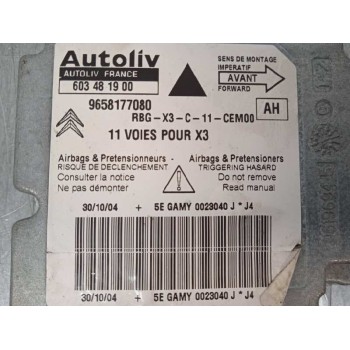 Autoliv
AUTOLIV FRANCE
603 48 19 00
SENS DE MONTAGE
IMPERATIF
AVANT
FORWARD
9658177080
RBG-X3-C-11-CEM00
AH
11 VOIES POUR X3
Airbags & Pretensionneurs
RISQUE DE DECLENCHEMENT
Consulter la notice
Ne pas démonter
Airbags & Pretensioners
TRIGGERING HASARD
Do not remove
Read manual
30/10/04 + 5E GAMY 0023040 J * J4
30/10/04 + 5E GAMY 0023040 J * J4